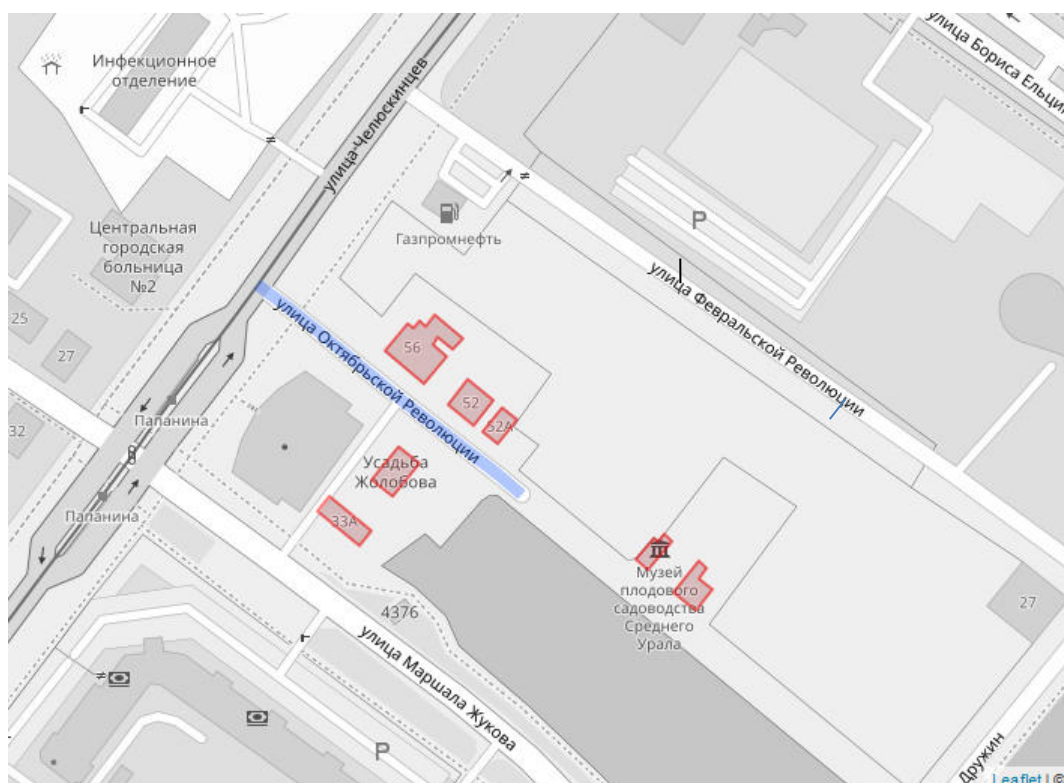 улица Бориса Ельцин
Инфекционное
отделение
улица Челюскинцев
P
Центральная
городская
больница
№2
Газпромнефть
улица Февральской Революции
улица Октябрьской Революции
25
27
56
52
52А
32
Папанина
Усадьба
Жолобова
Папанина
33А
Музей
плодового
садоводства
Среднего
Урала
27
4376
улица Маршала Жукова
P
Дружин
Leaflet | ©